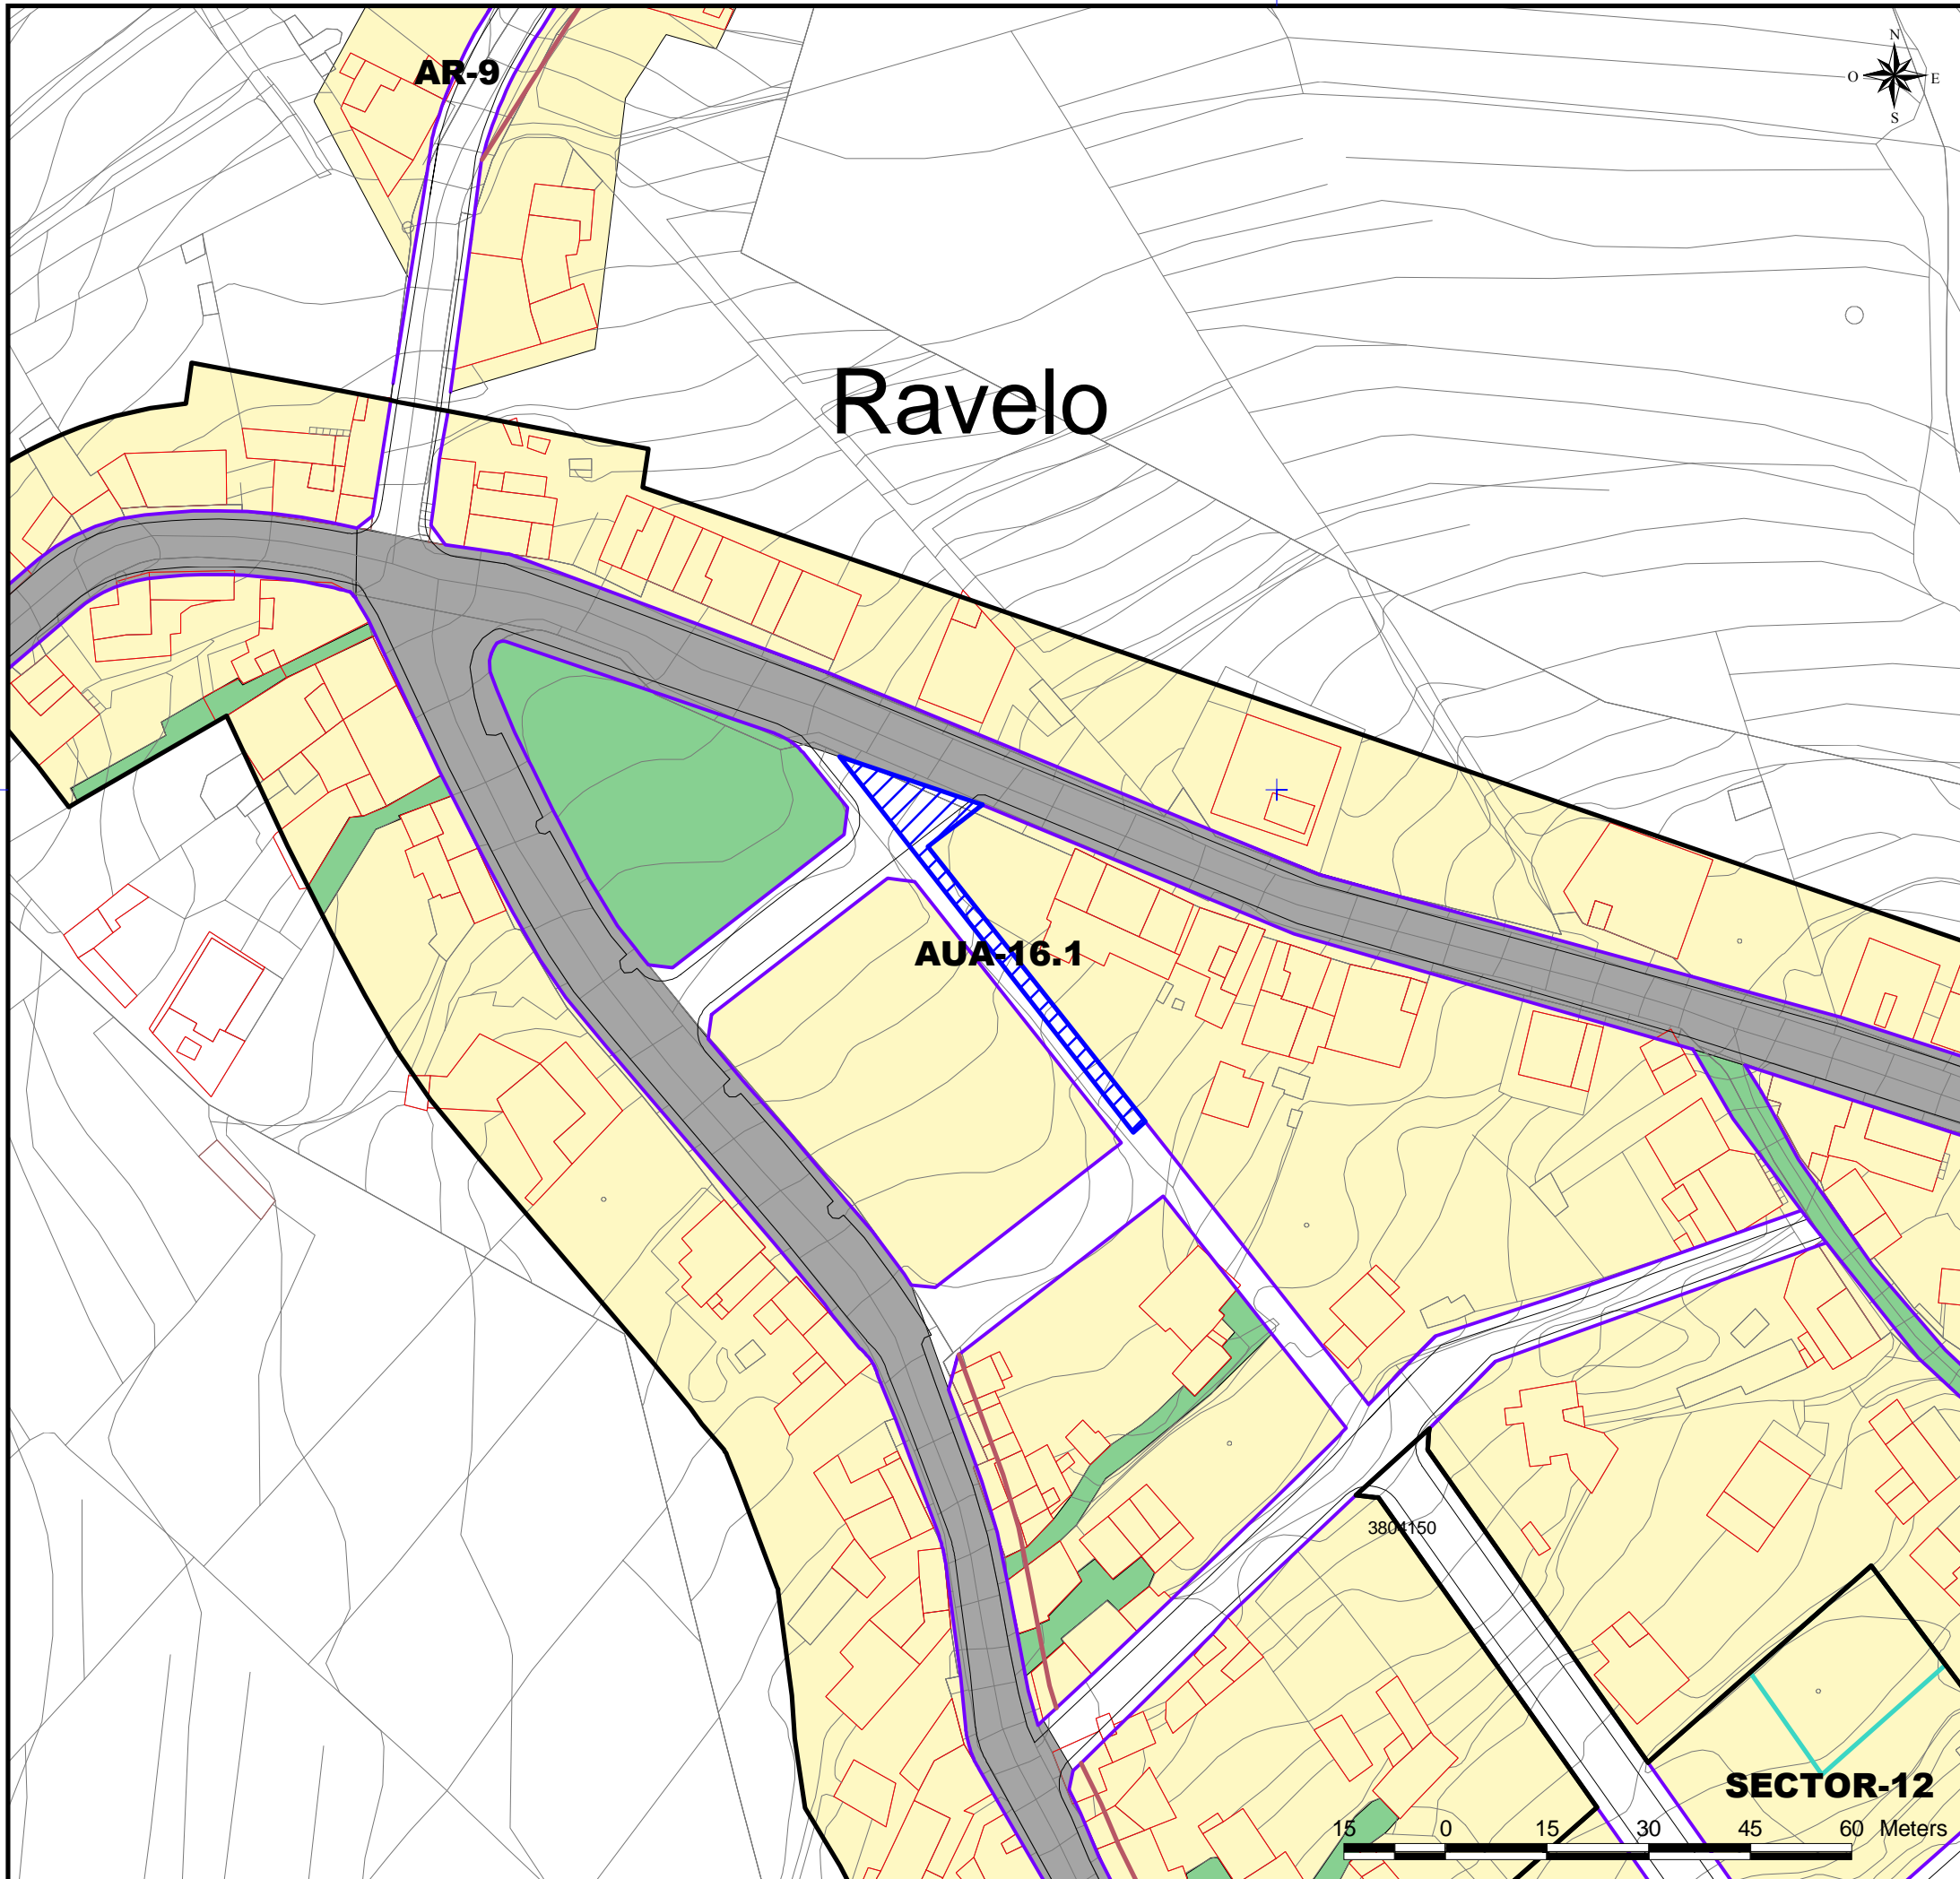 AR-9
N
O E
S
Ravelo
AUA-16.1
3804150
SECTOR-12
15 0 15 30 45 60 Meters